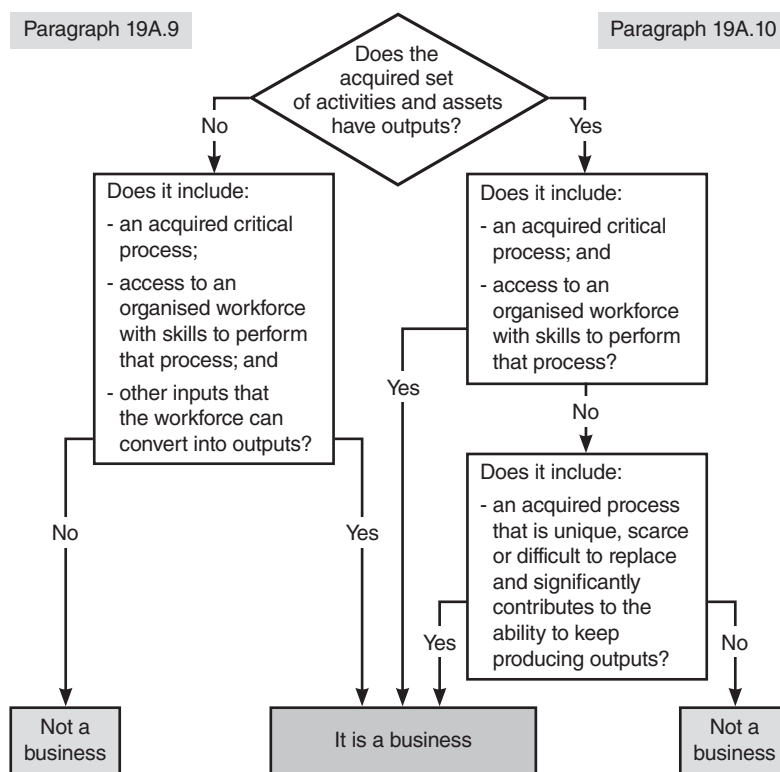 Paragraph 19A.9
Paragraph 19A.10
Does the
acquired set
of activities and assets
have outputs?
No
Yes
Does it include:
- an acquired critical
process;
- access to an
organised workforce
with skills to perform
that process; and
- other inputs that
the workforce can
convert into outputs?
Does it include:
- an acquired critical
process; and
- access to an
organised workforce
with skills to perform
that process?
Yes
No
Does it include:
- an acquired process
that is unique, scarce
or difficult to replace
and significantly
contributes to the
ability to keep
producing outputs?
No
Yes
Yes
No
Not a
business
It is a business
Not a
business